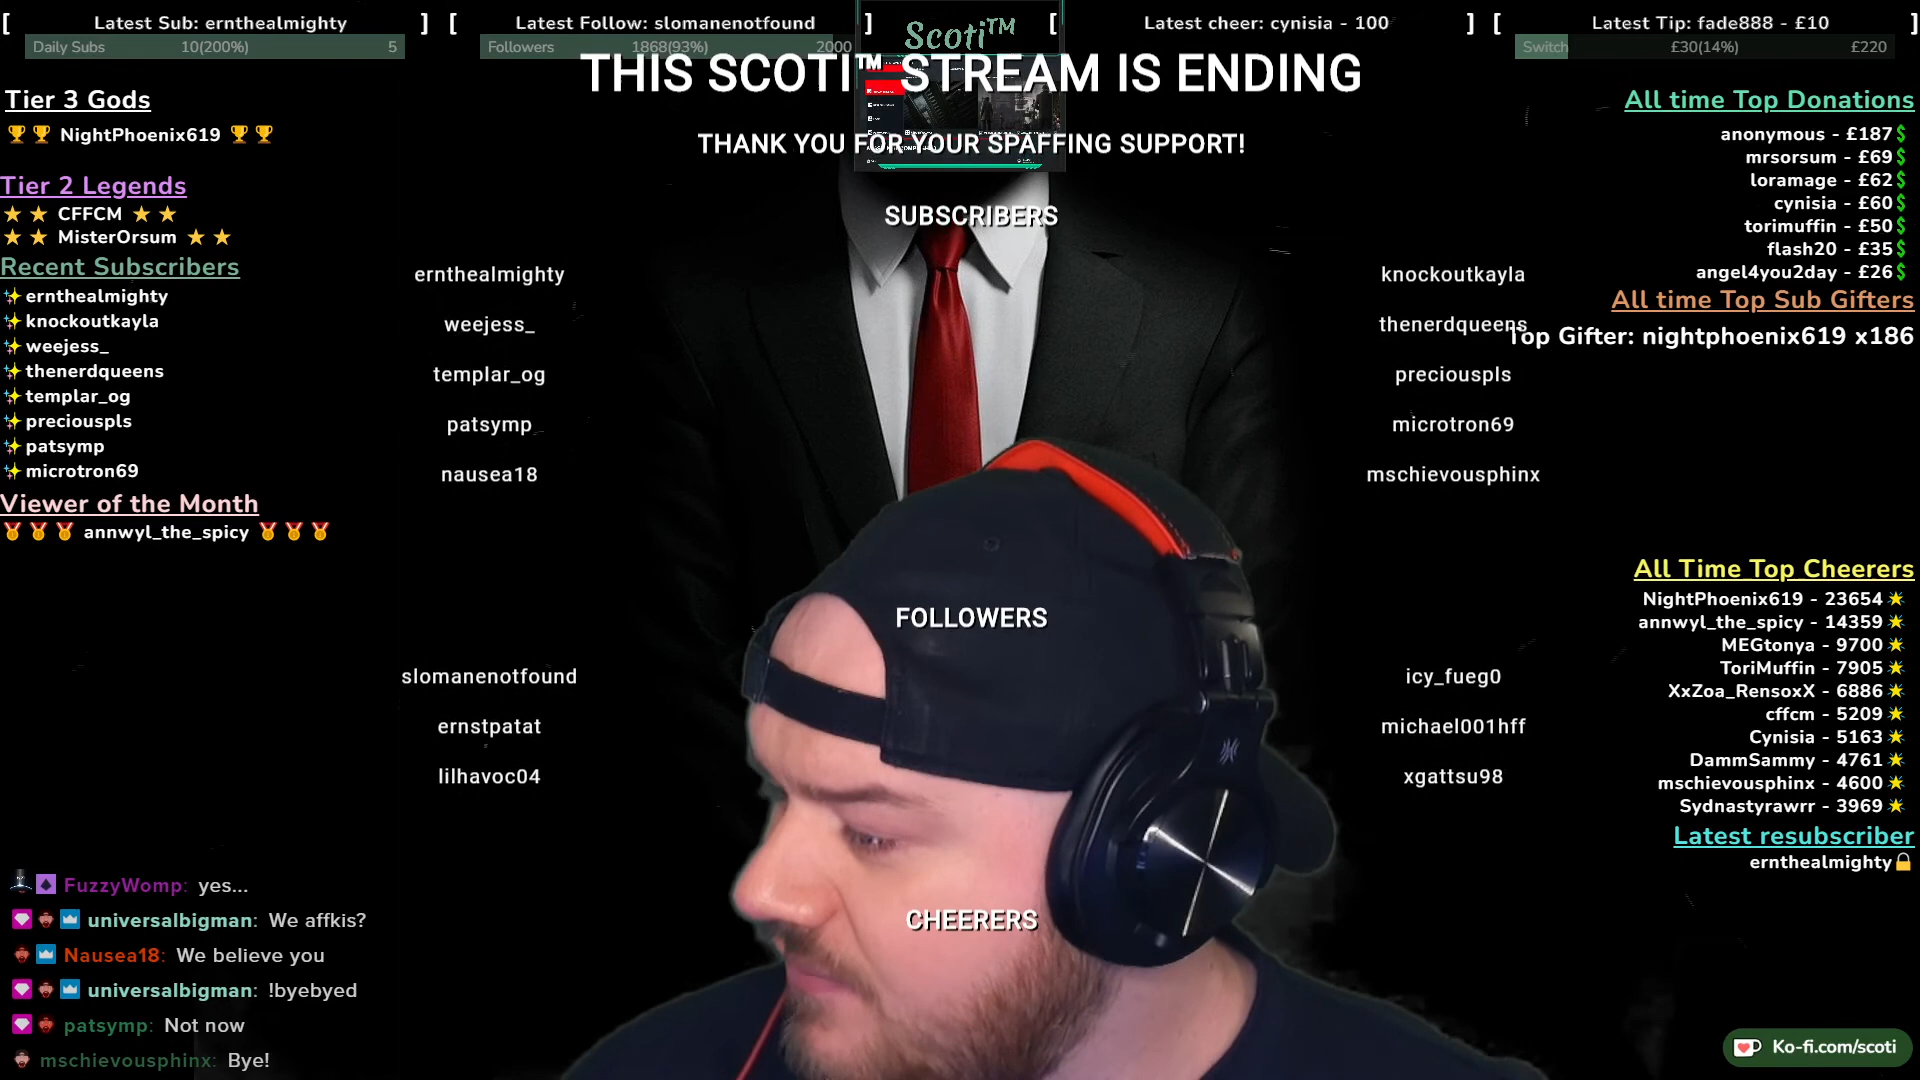 [ Latest Sub: ernthealmighty ]
Daily Subs 10(200%) 5
[ Latest Follow: slomanenotfound ]
Followers 1868(93%) 2000
Scoti™
[ Latest cheer: cynisia - 100 ]
[ Latest Tip: fade888 - £10 ]
Switch £30(14%) £220
THIS SCOTI™ STREAM IS ENDING
THANK YOU FOR YOUR SPAFFING SUPPORT!
Tier 3 Gods
NightPhoenix619
Tier 2 Legends
CFFCM
MisterOrsum
Recent Subscribers
ernthealmighty
knockoutkayla
weejess_
thenerdqueens
templar_og
preciouspls
patsymp
microtron69
Viewer of the Month
annwyl_the_spicy
SUBSCRIBERS
ernthealmighty
knockoutkayla
weejess_
thenerdqueens
templar_og
preciouspls
patsymp
microtron69
nausea18
mschievousphinx
FOLLOWERS
slomanenotfound
icy_fueg0
ernstpatat
michael001hff
lilhavoc04
xgattsu98
CHEERERS
All time Top Donations
anonymous - £187
mrsorsum - £69
loramage - £62
cynisia - £60
torimuffin - £50
flash20 - £35
angel4you2day - £26
All time Top Sub Gifters
Top Gifter: nightphoenix619 x186
All Time Top Cheerers
NightPhoenix619 - 23654
annwyl_the_spicy - 14359
MEGtonya - 9700
ToriMuffin - 7905
XxZoa_RensoxX - 6886
cffcm - 5209
Cynisia - 5163
DammSammy - 4761
mschievousphinx - 4600
Sydnastyrawrr - 3969
Latest resubscriber
ernthealmighty
FuzzyWomp: yes...
universalbigman: We affkis?
Nausea18: We believe you
universalbigman: !byebyed
patsymp: Not now
mschievousphinx: Bye!
Ko-fi.com/scoti